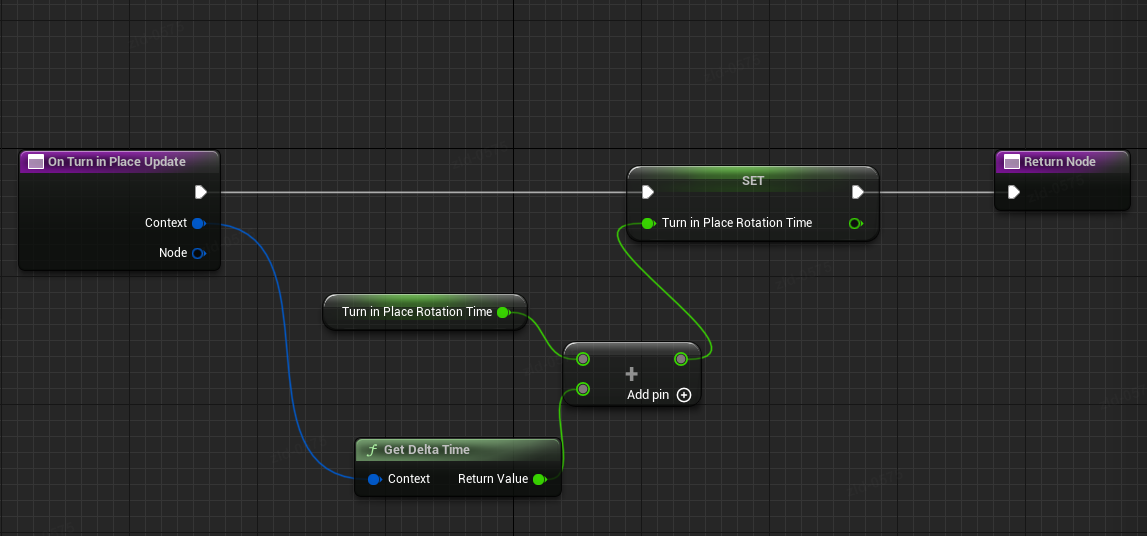 On Turn in Place Update
Context
Node
SET
Turn in Place Rotation Time
Return Node
Turn in Place Rotation Time
Add pin
Get Delta Time
Context Return Value